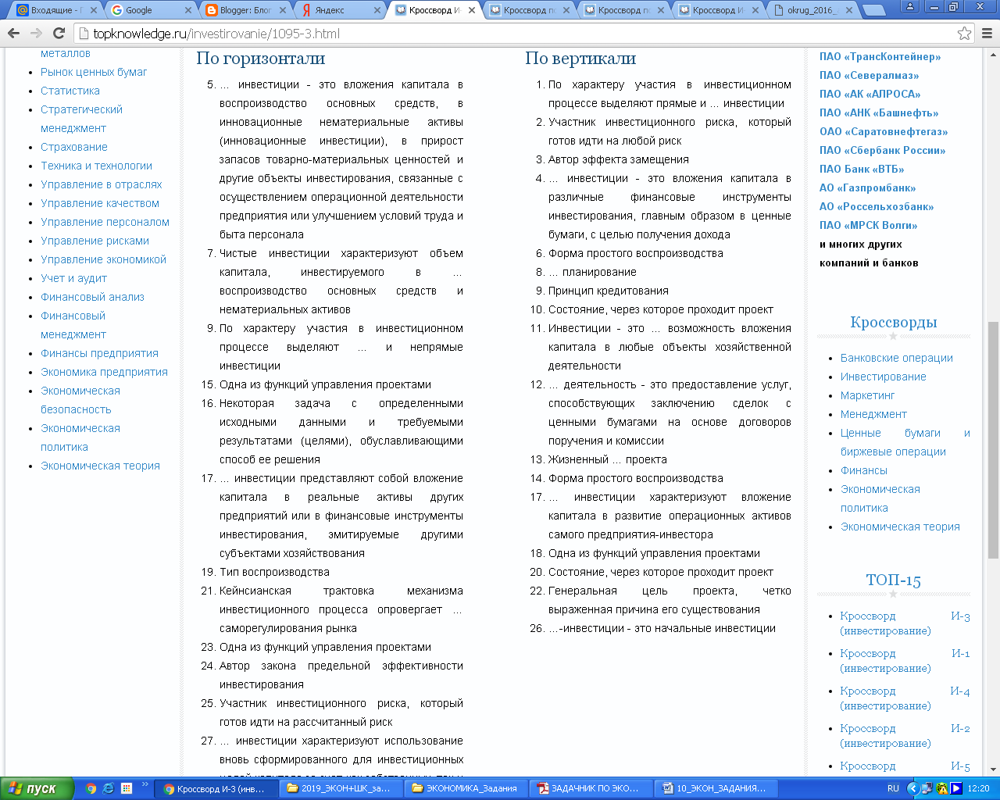 Входящие - П
Google
Blogger: Блог
Яндекс
Кроссворд И-
Кроссворд по
Кроссворд по
Кроссворд И-
okrug_2016_
topknowledge.ru/investirovanie/1095-3.html
металлов
Рынок ценных бумаг
Статистика
Стратегический
менеджмент
Страхование
Техника и технологии
Управление в отраслях
Управление качеством
Управление персоналом
Управление рисками
Управление экономикой
Учет и аудит
Финансовый анализ
Финансовый
менеджмент
Финансы предприятия
Экономика предприятия
Экономическая
безопасность
Экономическая
политика
Экономическая теория
По горизонтали
5. ... инвестиции - это вложения капитала в
воспроизводство основных средств, в
инновационные нематериальные активы
(инновационные инвестиции), в прирост
запасов товарно-материальных ценностей и
другие объекты инвестирования, связанные с
осуществлением операционной деятельности
предприятия или улучшением условий труда и
быта персонала
7. Чистые инвестиции характеризуют объем
капитала, инвестируемого в ...
воспроизводство основных средств и
нематериальных активов
9. По характеру участия в инвестиционном
процессе выделяют ... и непрямые
инвестиции
15. Одна из функций управления проектами
16. Некоторая задача с определенными
исходными данными и требуемыми
результатами (целями), обуславливающими
способ ее решения
17. ... инвестиции представляют собой вложение
капитала в реальные активы других
предприятий или в финансовые инструменты
инвестирования, эмитируемые другими
субъектами хозяйствования
19. Тип воспроизводства
21. Кейнсианская трактовка механизма
инвестиционного процесса опровергает ...
саморегулирования рынка
23. Одна из функций управления проектами
24. Автор закона предельной эффективности
инвестирования
25. Участник инвестиционного риска, который
готов идти на рассчитанный риск
27. ... инвестиции характеризуют использование
вновь сформированного для инвестиционных
По вертикали
1. По характеру участия в инвестиционном
процессе выделяют прямые и ... инвестиции
2. Участник инвестиционного риска, который
готов идти на любой риск
3. Автор эффекта замещения
4. ... инвестиции - это вложения капитала в
различные финансовые инструменты
инвестирования, главным образом в ценные
бумаги, с целью получения дохода
6. Форма простого воспроизводства
8. ... планирование
9. Принцип кредитования
10. Состояние, через которое проходит проект
11. Инвестиции - это ... возможность вложения
капитала в любые объекты хозяйственной
деятельности
12. ... деятельность - это предоставление услуг,
способствующих заключению сделок с
ценными бумагами на основе договоров
поручения и комиссии
13. Жизненный ... проекта
14. Форма простого воспроизводства
17. ... инвестиции характеризуют вложение
капитала в развитие операционных активов
самого предприятия-инвестора
18. Одна из функций управления проектами
20. Состояние, через которое проходит проект
22. Генеральная цель проекта, четко
выраженная причина его существования
26. ...-инвестиции - это начальные инвестиции
ПАО «ТрансКонтейнер»
ПАО «Севералмаз»
ПАО «АК «АЛРОСА»
ПАО «АНК «Башнефть»
ОАО «Саратовнефтегаз»
ПАО «Сбербанк России»
ПАО Банк «ВТБ»
АО «Газпромбанк»
АО «Россельхозбанк»
ПАО «МРСК Волги»
и многих других
компаний и банков
Кроссворды
Банковские операции
Инвестирование
Маркетинг
Менеджмент
Ценные бумаги и
биржевые операции
Финансы
Экономическая
политика
Экономическая теория
ТОП-15
Кроссворд И-3
(инвестирование)
Кроссворд И-1
(инвестирование)
Кроссворд И-4
(инвестирование)
Кроссворд И-2
(инвестирование)
Кроссворд И-5
пуск
Кроссворд И-3 (инв...
2019_ЭКОН+ШК_за...
ЭКОНОМИКА_Задания
ЗАДАЧНИК ПО ЭКО...
10_ЭКОН_ЗАДАНИЯ...
RU
12:20